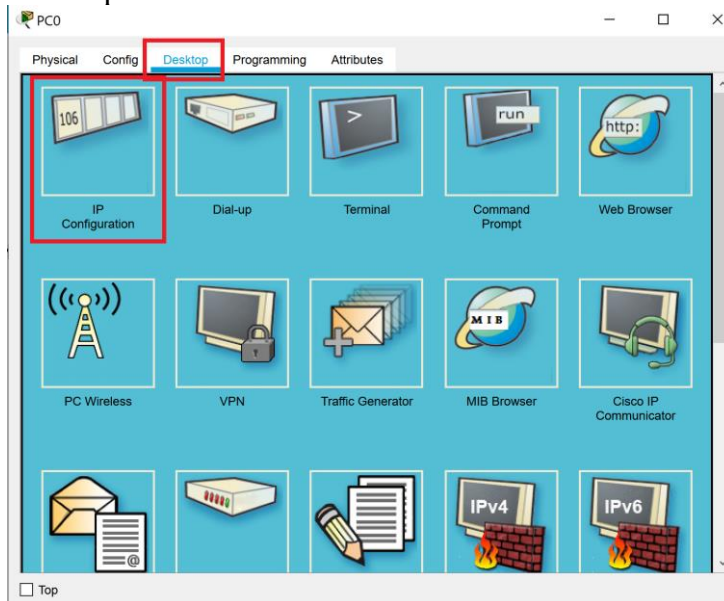 PC0
Physical Config Desktop Programming Attributes
106
>
run
http:
IP
Configuration
Dial-up
Terminal
Command
Prompt
Web Browser
MIB
?
PC Wireless
VPN
Traffic Generator
MIB Browser
Cisco IP
Communicator
@
IPv4
IPv6
Top